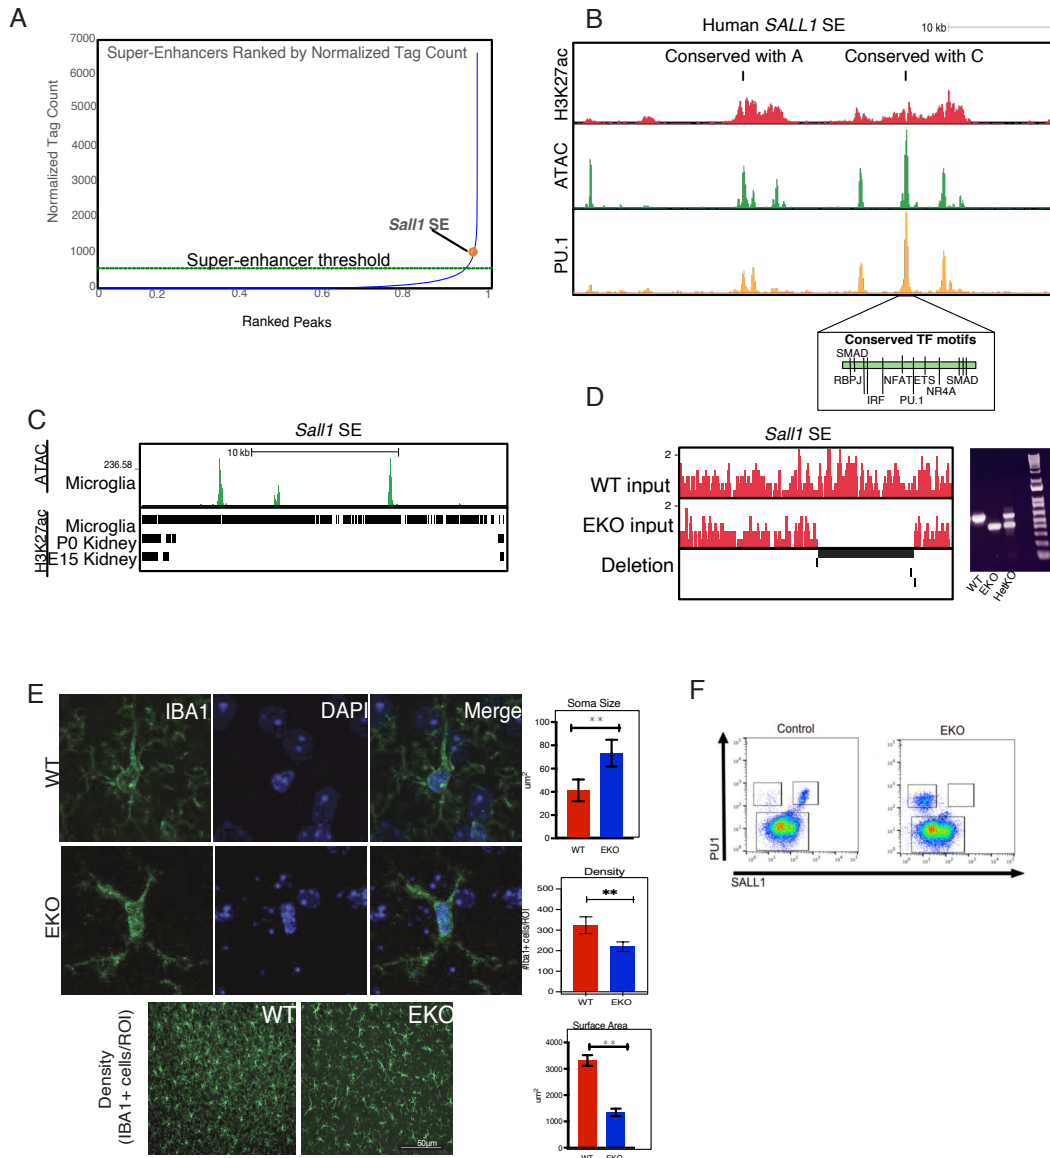 A
Super-Enhancers Ranked by Normalized Tag Count
Normalized Tag Count
7000
6000
5000
4000
3000
2000
1000
0
Sall1 SE
Super-enhancer threshold
0 0.2 0.4 0.6 0.8 1
Ranked Peaks
B
Human SALL1 SE
10 kb
Conserved with A Conserved with C
H3K27ac
ATAC
PU.1
Conserved TF motifs
SMAD
RBPJ NFAT ETS SMAD
NR4A
IRF PU.1
C
Sall1 SE
10 kb
ATAC
236.58
Microglia
H3K27ac
Microglia
P0 Kidney
E15 Kidney
D
Sall1 SE
2
WT input
2
EKO input
Deletion
WT
EKO
HetKO
E
IBA1 DAPI Merge
WT
EKO
Soma Size
um²
100
80
60
40
20
0
**
WT EKO
Density
#Iba1+ cells/ROI
500
400
300
200
100
0
**
WT EKO
Density
(IBA1+ cells/ROI)
WT EKO
50µm
Surface Area
um²
4000
3000
2000
1000
0
**
WT EKO
F
Control EKO
PU1
SALL1